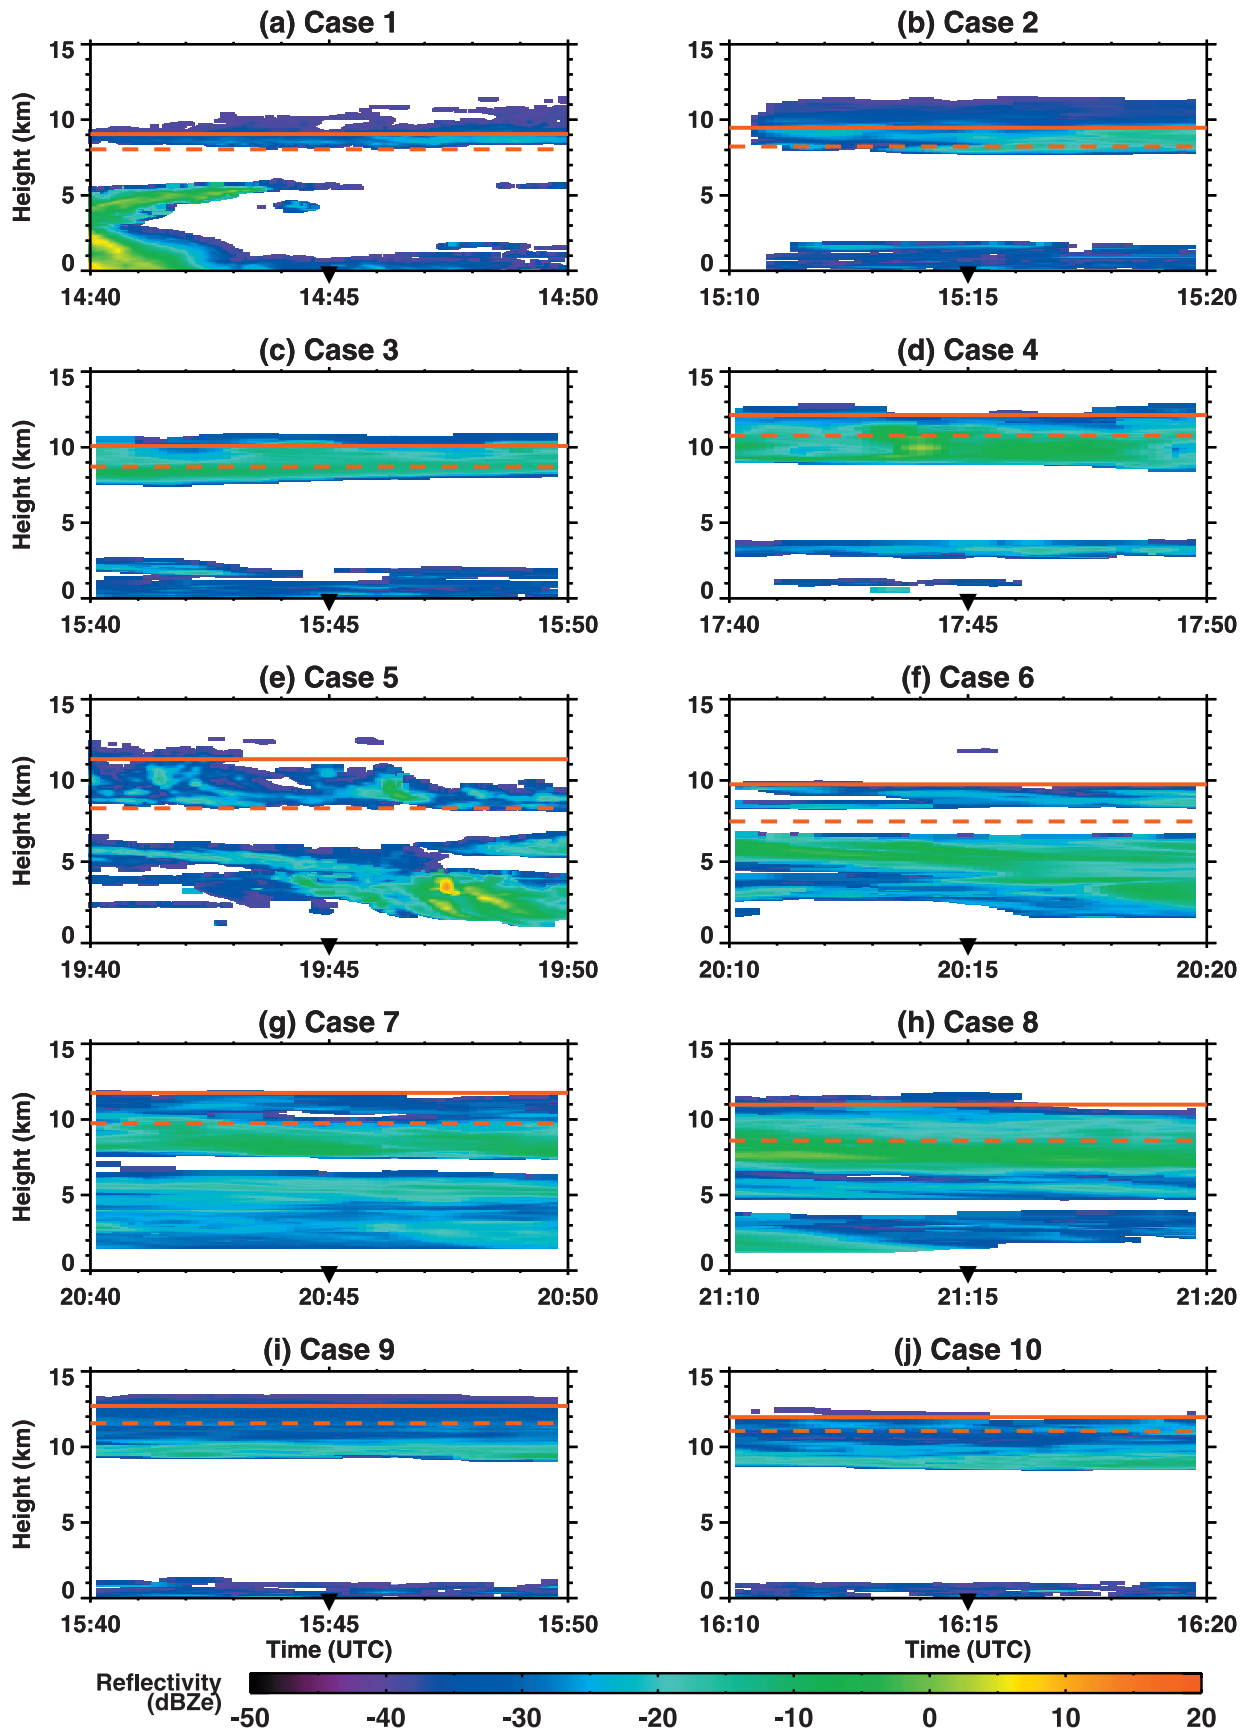 (a) Case 1
(b) Case 2
15
10
5
0
Height (km)
14:40 14:45 14:50
15
10
5
0
Height (km)
15:10 15:15 15:20
(c) Case 3
(d) Case 4
15
10
5
0
Height (km)
15:40 15:45 15:50
15
10
5
0
17:40 17:45 17:50
(e) Case 5
(f) Case 6
15
10
5
0
Height (km)
19:40 19:45 19:50
15
10
5
0
Height (km)
20:10 20:15 20:20
(g) Case 7
(h) Case 8
15
10
5
0
Height (km)
20:40 20:45 20:50
15
10
5
0
21:10 21:15 21:20
(i) Case 9
(j) Case 10
15
10
5
0
Height (km)
15:40 15:45 15:50
Time (UTC)
15
10
5
0
16:10 16:15 16:20
Time (UTC)
Reflectivity
(dBZe)
-50 -40 -30 -20 -10 0 10 20